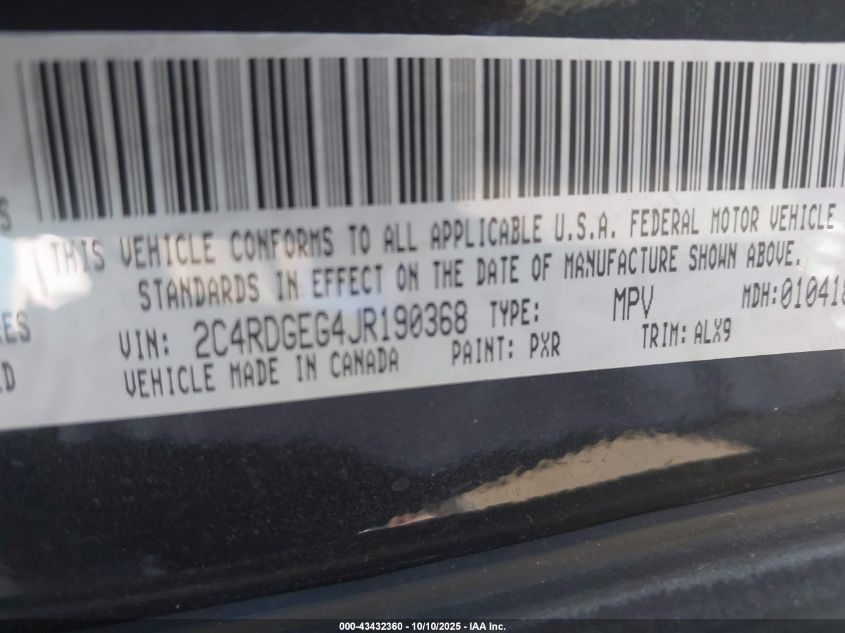 THIS VEHICLE CONFORMS TO ALL APPLICABLE U.S.A. FEDERAL MOTOR VEHICLE
STANDARDS IN EFFECT ON THE DATE OF MANUFACTURE SHOWN ABOVE.
VIN: 2C4RDGEG4JR190368 TYPE: MPV MDH:010418
VEHICLE MADE IN CANADA PAINT: PXR TRIM: ALX9
000-43432360 - 10/10/2025 - IAA Inc.